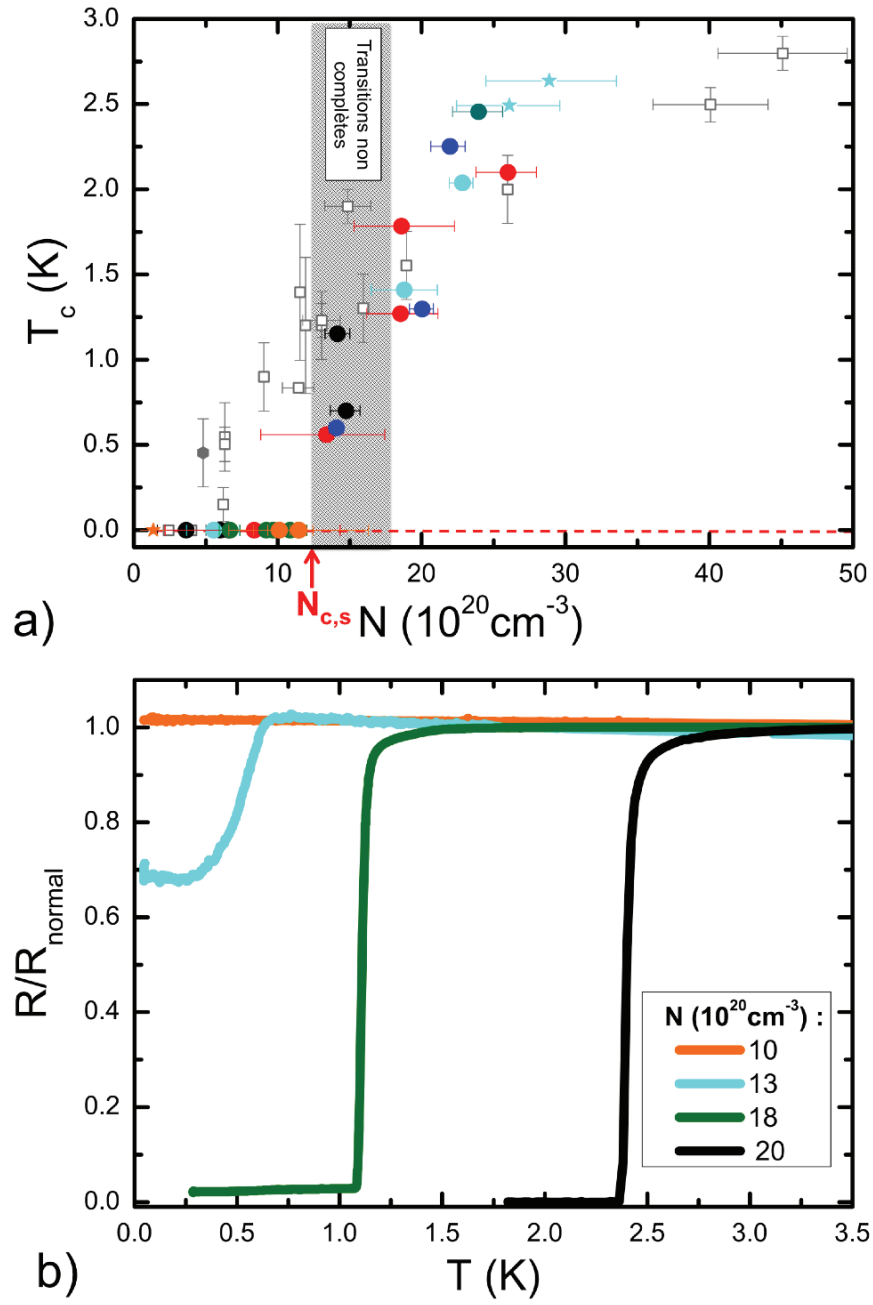 3.0
2.5
2.0
1.5
1.0
0.5
0.0
T_c (K)
Transitions non
complètes
0 10 20 30 40 50
N_{c,s} N (10^{20}cm^{-3})
a)
1.0
0.8
0.6
0.4
0.2
0.0
R/R_{normal}
N (10^{20}cm^{-3}) :
10
13
18
20
0.0 0.5 1.0 1.5 2.0 2.5 3.0 3.5
b)
T (K)